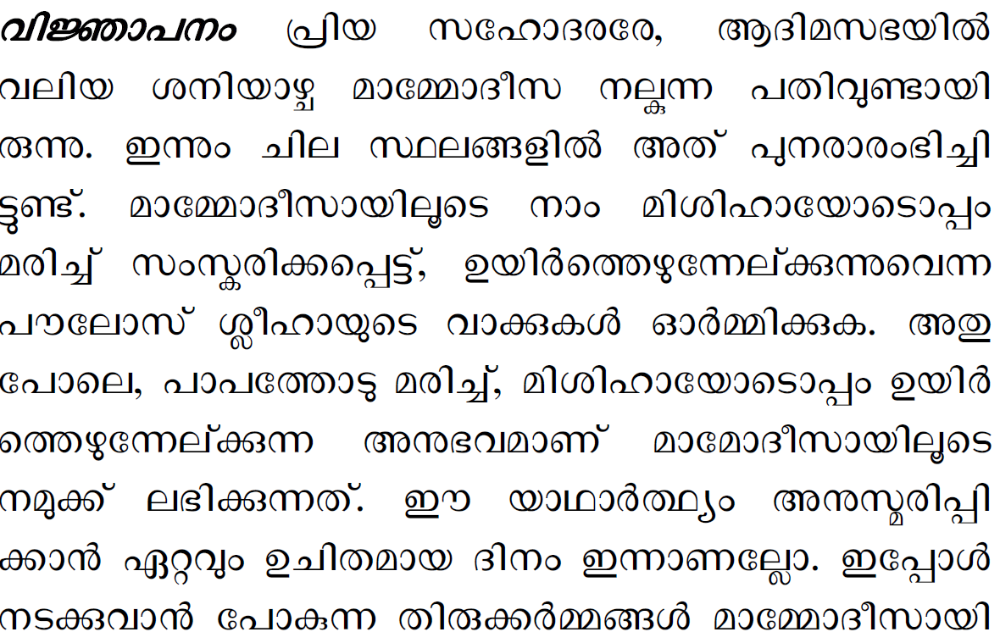 വിജ്ഞാപനം പ്രിയ സഹോദരരേ, ആദിമസഭയിൽ
വലിയ ശനിയാഴ്ച മാമ്മോദീസ നല്കുന്ന പതിവുണ്ടായി
രുന്നു. ഇന്നും ചില സ്ഥലങ്ങളിൽ അത് പുനരാരംഭിച്ചി
ട്ടുണ്ട്. മാമ്മോദീസായിലൂടെ നാം മിശിഹായോടൊപ്പം
മരിച്ച് സംസ്കരിക്കപ്പെട്ട്, ഉയിർത്തെഴുന്നേല്ക്കുന്നുവെന്ന
പൗലോസ് ശ്ലീഹായുടെ വാക്കുകൾ ഓർമ്മിക്കുക. അതു
പോലെ, പാപത്തോടു മരിച്ച്, മിശിഹായോടൊപ്പം ഉയിർ
ത്തെഴുന്നേല്ക്കുന്ന അനുഭവമാണ് മാമോദീസായിലൂടെ
നമുക്ക് ലഭിക്കുന്നത്. ഈ യാഥാർത്ഥ്യം അനുസ്മരിപ്പി
ക്കാൻ ഏറ്റവും ഉചിതമായ ദിനം ഇന്നാണല്ലോ. ഇപ്പോൾ
നടക്കുവാൻ പോകുന്ന തിരുക്കർമ്മങ്ങൾ മാമ്മോദീസായി